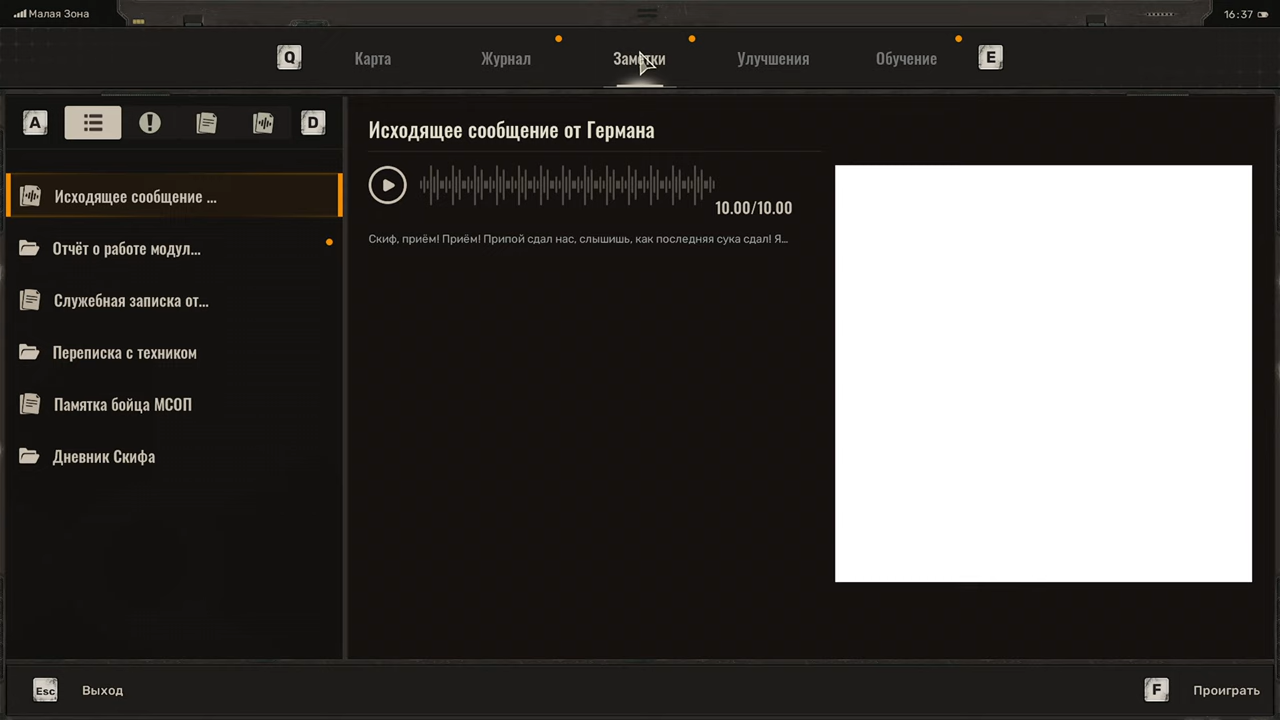 Малая Зона
16:37
Q Карта Журнал Заметки Улучшения Обучение E
A D
Исходящее сообщение ...
Отчёт о работе модул...
Служебная записка от...
Переписка с техником
Памятка бойца МСОП
Дневник Скифа
Исходящее сообщение от Германа
10.00/10.00
Скиф, приём! Приём! Припой сдал нас, слышишь, как последняя сука сдал! Я...
Esc Выход
F Проиграть